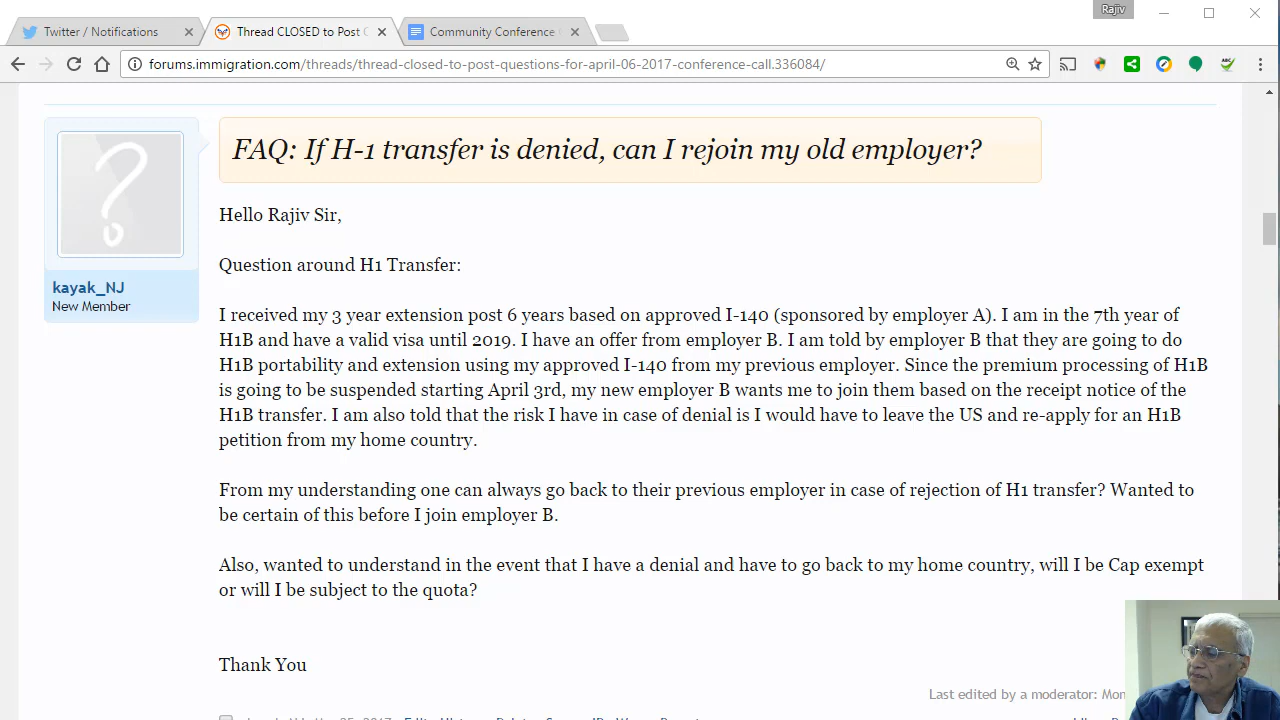 Rajiv
Twitter / Notifications
Thread CLOSED to Post
Community Conference
forums.immigration.com/threads/thread-closed-to-post-questions-for-april-06-2017-conference-call.336084/
FAQ: If H-1 transfer is denied, can I rejoin my old employer?
Hello Rajiv Sir,
Question around H1 Transfer:
kayak_NJ
New Member
I received my 3 year extension post 6 years based on approved I-140 (sponsored by employer A). I am in the 7th year of
H1B and have a valid visa until 2019. I have an offer from employer B. I am told by employer B that they are going to do
H1B portability and extension using my approved I-140 from my previous employer. Since the premium processing of H1B
is going to be suspended starting April 3rd, my new employer B wants me to join them based on the receipt notice of the
H1B transfer. I am also told that the risk I have in case of denial is I would have to leave the US and re-apply for an H1B
petition from my home country.
From my understanding one can always go back to their previous employer in case of rejection of H1 transfer? Wanted to
be certain of this before I join employer B.
Also, wanted to understand in the event that I have a denial and have to go back to my home country, will I be Cap exempt
or will I be subject to the quota?
Thank You
Last edited by a moderator: